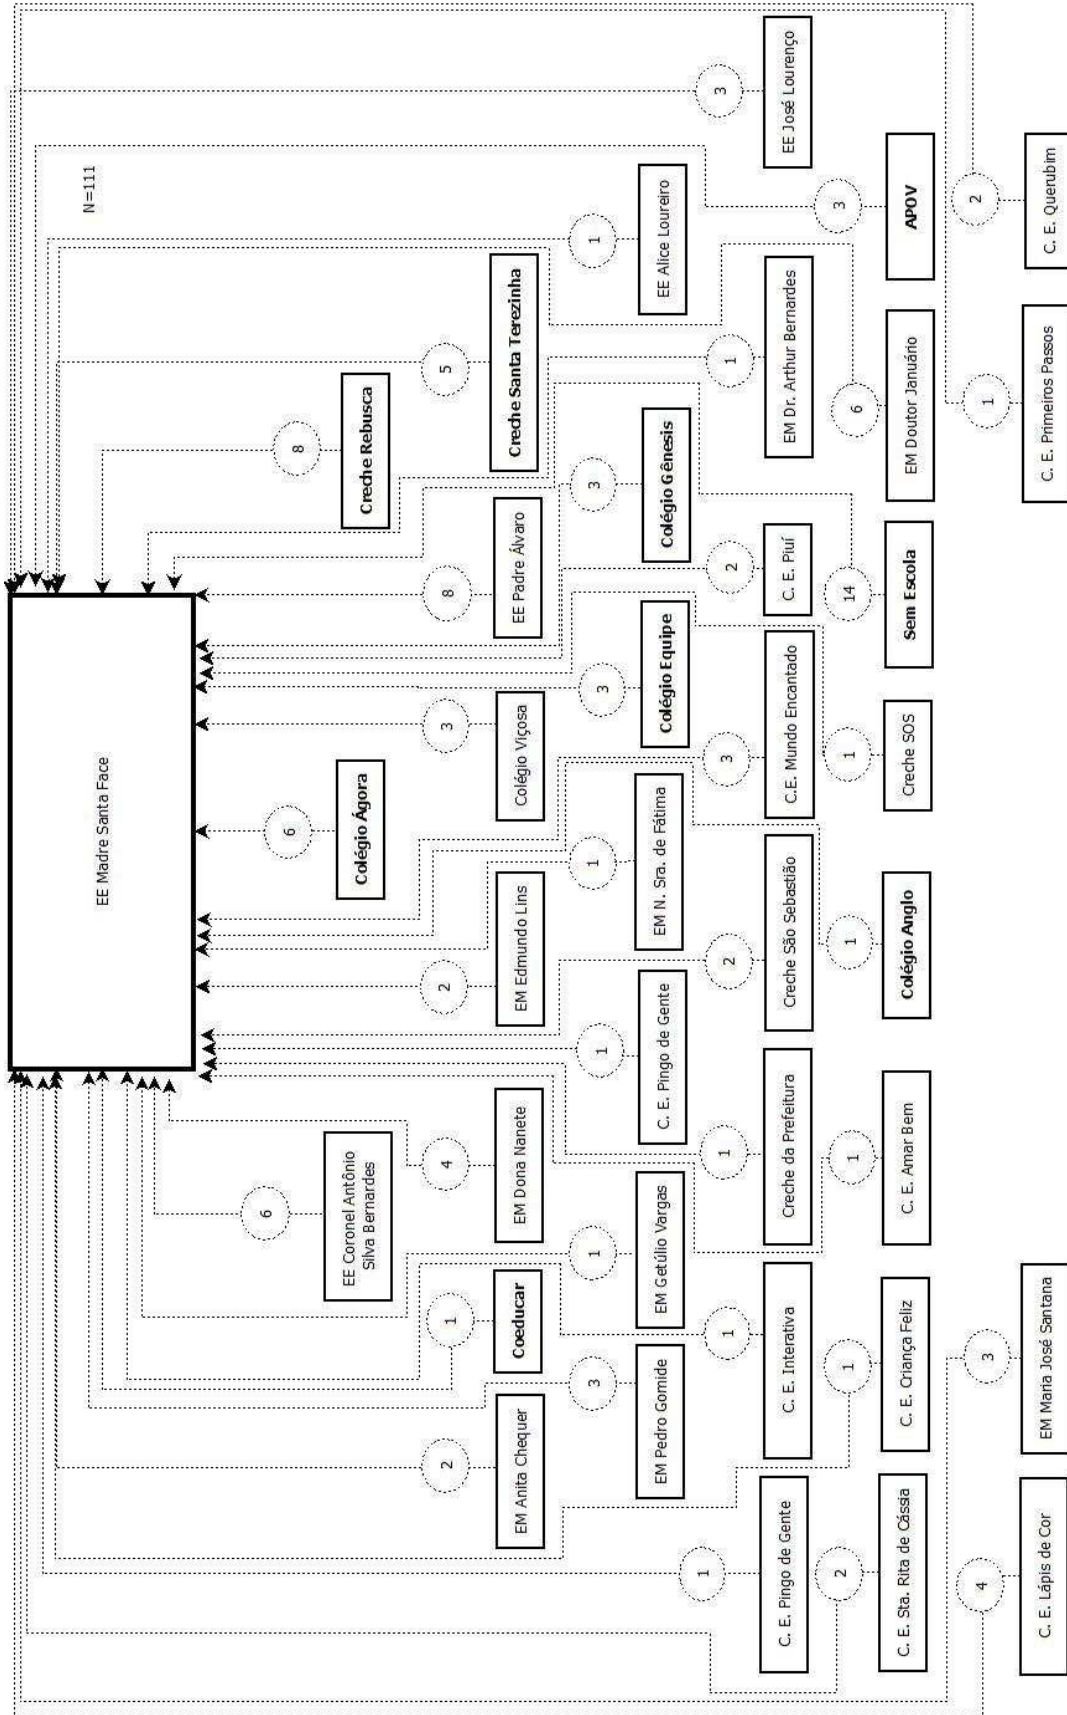 EE Madre Santa Face
N=111
6
EE Coronel Antônio
Silva Bernardes
6
Colégio Ágora
8
Creche Rebusca
2
EM Anita Chequer
1
Coeducar
4
EM Dona Nanete
2
EM Edmundo Lins
3
Colégio Viçosa
8
EE Padre Álvaro
5
Creche Santa Terezinha
3
EM Pedro Gomide
1
EM Getúlio Vargas
1
C. E. Pingo de Gente
1
EM N. Sra. de Fátima
3
Colégio Equipe
3
Colégio Gênesis
1
EE Alice Loureiro
1
C. E. Pingo de Gente
1
C. E. Interativa
1
Creche da Prefeitura
2
Creche São Sebastião
3
C.E. Mundo Encantado
2
C. E. Piuí
1
EM Dr. Arthur Bernardes
3
EE José Lourenço
2
C. E. Sta. Rita de Cássia
1
C. E. Criança Feliz
1
C. E. Amar Bem
1
Colégio Anglo
1
Creche SOS
14
Sem Escola
6
EM Doutor Januário
3
APOV
4
C. E. Lápis de Cor
3
EM Maria José Santana
1
C. E. Primeiros Passos
2
C. E. Querubim